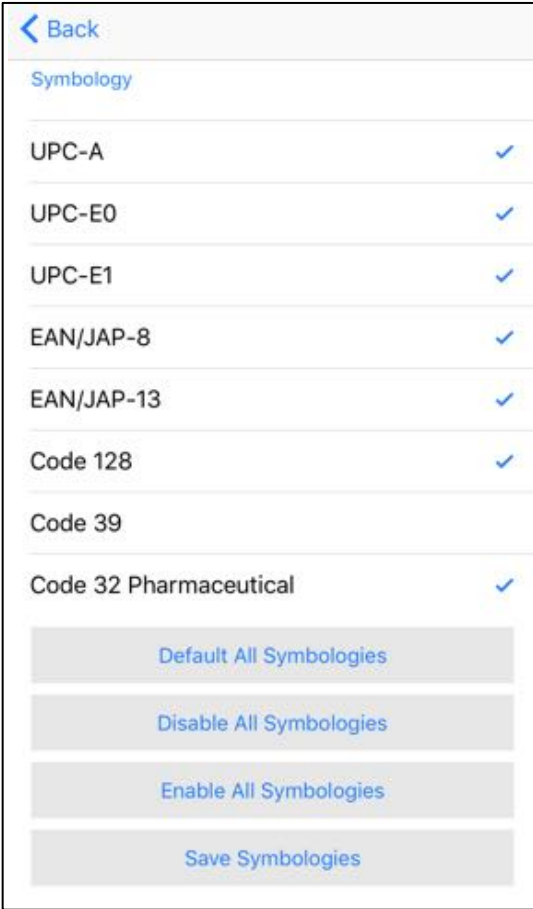 Back
Symbology
UPC-A
UPC-E0
UPC-E1
EAN/JAP-8
EAN/JAP-13
Code 128
Code 39
Code 32 Pharmaceutical
Default All Symbologies
Disable All Symbologies
Enable All Symbologies
Save Symbologies